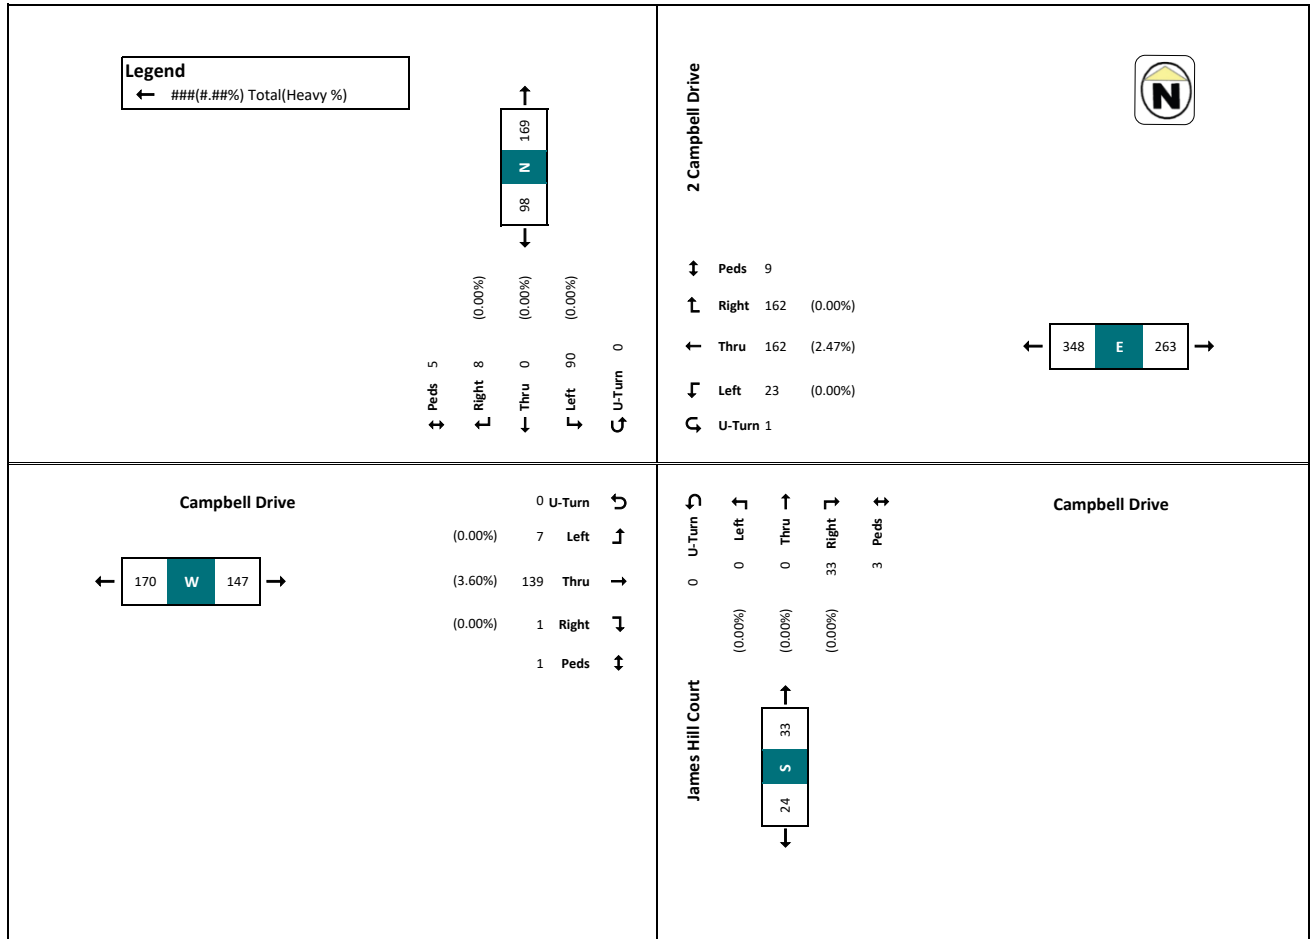 Legend
← ###(#.##%) Total(Heavy %)
169
N
98
(0.00%) (0.00%) (0.00%)
5 8 0 90 0
Peds Right Thru Left U-Turn
2 Campbell Drive
N
Peds 9
Right 162 (0.00%)
Thru 162 (2.47%)
Left 23 (0.00%)
U-Turn 1
348 E 263
Campbell Drive
0 U-Turn
(0.00%) 7 Left
(3.60%) 139 Thru
(0.00%) 1 Right
1 Peds
170 W 147
U-Turn Left Thru Right Peds
0 0 0 33 3
(0.00%) (0.00%) (0.00%)
Campbell Drive
James Hill Court
33
S
24